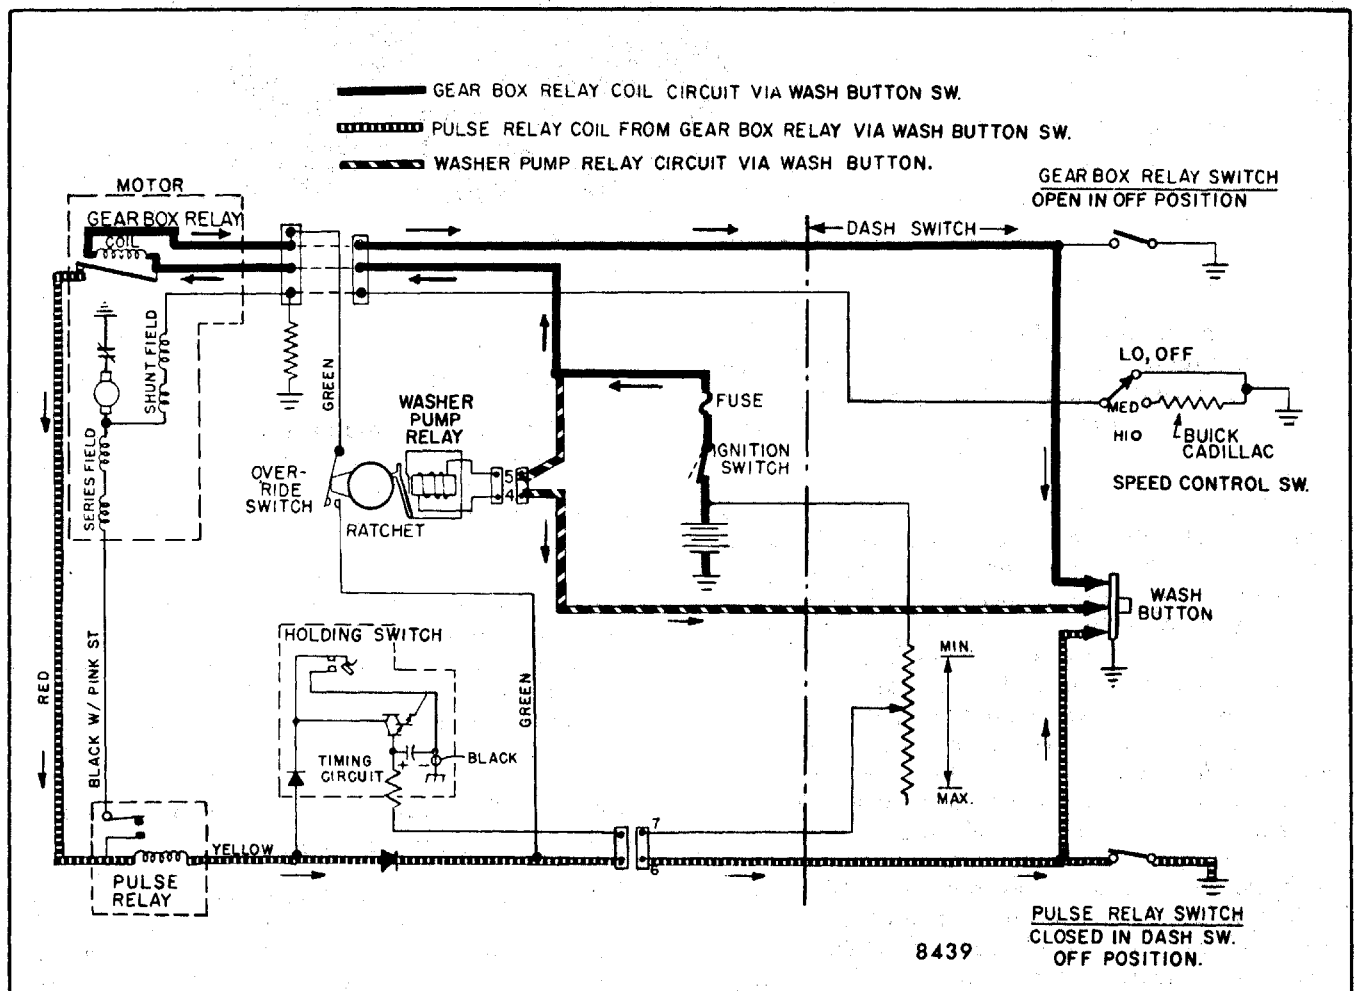 GEAR BOX RELAY COIL CIRCUIT VIA WASH BUTTON SW.
PULSE RELAY COIL FROM GEAR BOX RELAY VIA WASH BUTTON SW.
WASHER PUMP RELAY CIRCUIT VIA WASH BUTTON.
MOTOR
GEAR BOX RELAY
COIL
DASH SWITCH
GEAR BOX RELAY SWITCH
OPEN IN OFF POSITION
SHUNT FIELD
SERIES FIELD
GREEN
WASHER
PUMP
RELAY
OVER-
RIDE
SWITCH
RATCHET
5
4
FUSE
IGNITION
SWITCH
LO, OFF
MED
HI
BUICK
CADILLAC
SPEED CONTROL SW.
WASH
BUTTON
RED
BLACK W/ PINK ST
HOLDING SWITCH
TIMING
CIRCUIT
+ -
BLACK
GREEN
MIN.
MAX.
PULSE
RELAY
YELLOW
7
6
PULSE RELAY SWITCH
CLOSED IN DASH SW.
OFF POSITION.
8439